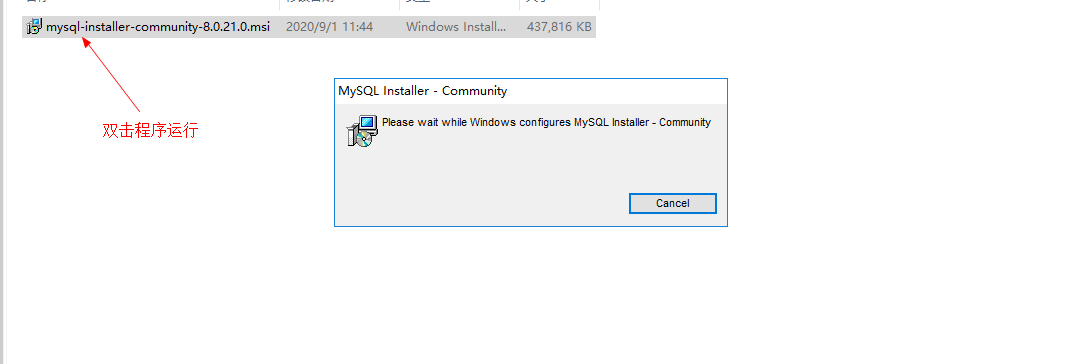 mysql-installer-community-8.0.21.0.msi 2020/9/1 11:44 Windows Install... 437,816 KB
双击程序运行
MySQL Installer - Community
Please wait while Windows configures MySQL Installer - Community
Cancel